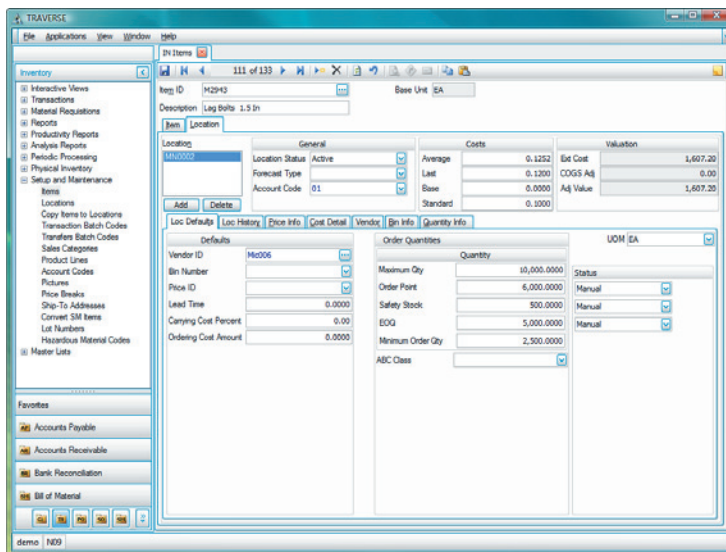 TRAVERSE
File Applications View Window Help
IN Items
Inventory
Interactive Views
Transactions
Material Requisitions
Reports
Productivity Reports
Analysis Reports
Periodic Processing
Physical Inventory
Setup and Maintenance
Items
Locations
Copy Items to Locations
Transaction Batch Codes
Transfers Batch Codes
Sales Categories
Product Lines
Account Codes
Pictures
Price Breaks
Ship-To Addresses
Convert SM Items
Lot Numbers
Hazardous Material Codes
Master Lists
Favorites
Accounts Payable
Accounts Receivable
Bank Reconciliation
Bill of Material
demo N09
111 of 133
Item ID M2943 Base Unit EA
Description Lag Bolts 1.5 In
Item Location
Location
MN0002
Add Delete
General
Location Status Active
Forecast Type
Account Code 01
Costs
Average 0.1252
Last 0.1200
Base 0.0000
Standard 0.1000
Valuation
Ext Cost 1,607.20
COGS Adj 0.00
Adj Value 1,607.20
Loc Defaults Loc History Price Info Cost Detail Vendor Bin Info Quantity Info
Defaults
Vendor ID Mic006
Bin Number
Price ID
Lead Time 0.0000
Carrying Cost Percent 0.00
Ordering Cost Amount 0.0000
Order Quantities
UOM EA
Quantity
Maximum Qty 10,000.0000
Order Point 6,000.0000
Safety Stock 500.0000
EOQ 5,000.0000
Minimum Order Qty 2,500.0000
ABC Class
Status
Manual
Manual
Manual